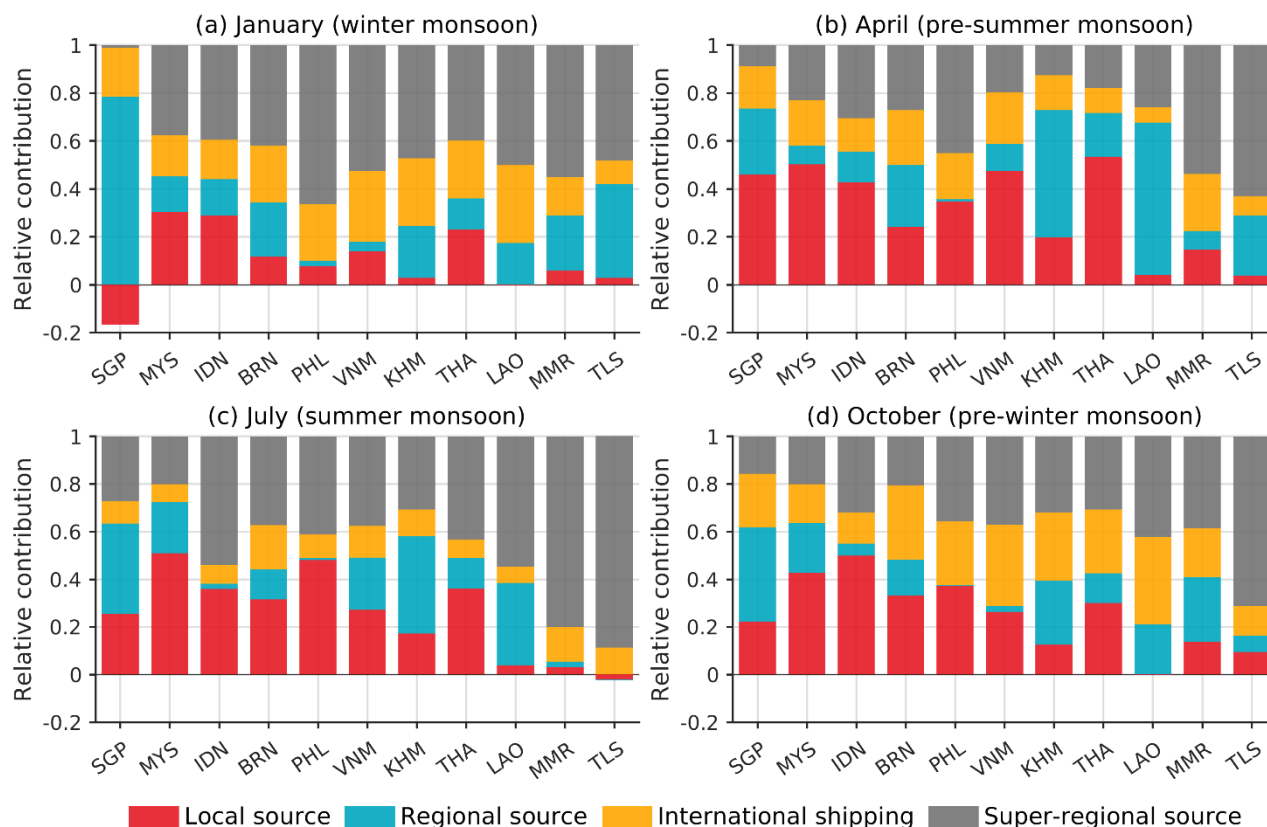 (a) January (winter monsoon)
Relative contribution
1
0.8
0.6
0.4
0.2
0
-0.2
SGP
MYS
IDN
BRN
PHL
VNM
KHM
THA
LAO
MMR
TLS
(b) April (pre-summer monsoon)
Relative contribution
1
0.8
0.6
0.4
0.2
0
-0.2
SGP
MYS
IDN
BRN
PHL
VNM
KHM
THA
LAO
MMR
TLS
(c) July (summer monsoon)
Relative contribution
1
0.8
0.6
0.4
0.2
0
-0.2
SGP
MYS
IDN
BRN
PHL
VNM
KHM
THA
LAO
MMR
TLS
(d) October (pre-winter monsoon)
Relative contribution
1
0.8
0.6
0.4
0.2
0
-0.2
SGP
MYS
IDN
BRN
PHL
VNM
KHM
THA
LAO
MMR
TLS
Local source
Regional source
International shipping
Super-regional source